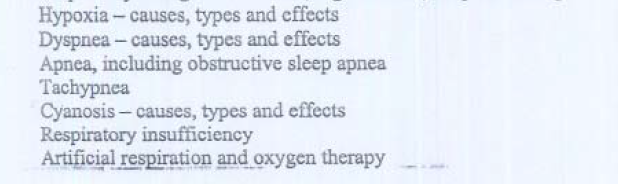 Hypoxia – causes, types and effects
Dyspnea – causes, types and effects
Apnea, including obstructive sleep apnea
Tachypnea
Cyanosis – causes, types and effects
Respiratory insufficiency
Artificial respiration and oxygen therapy